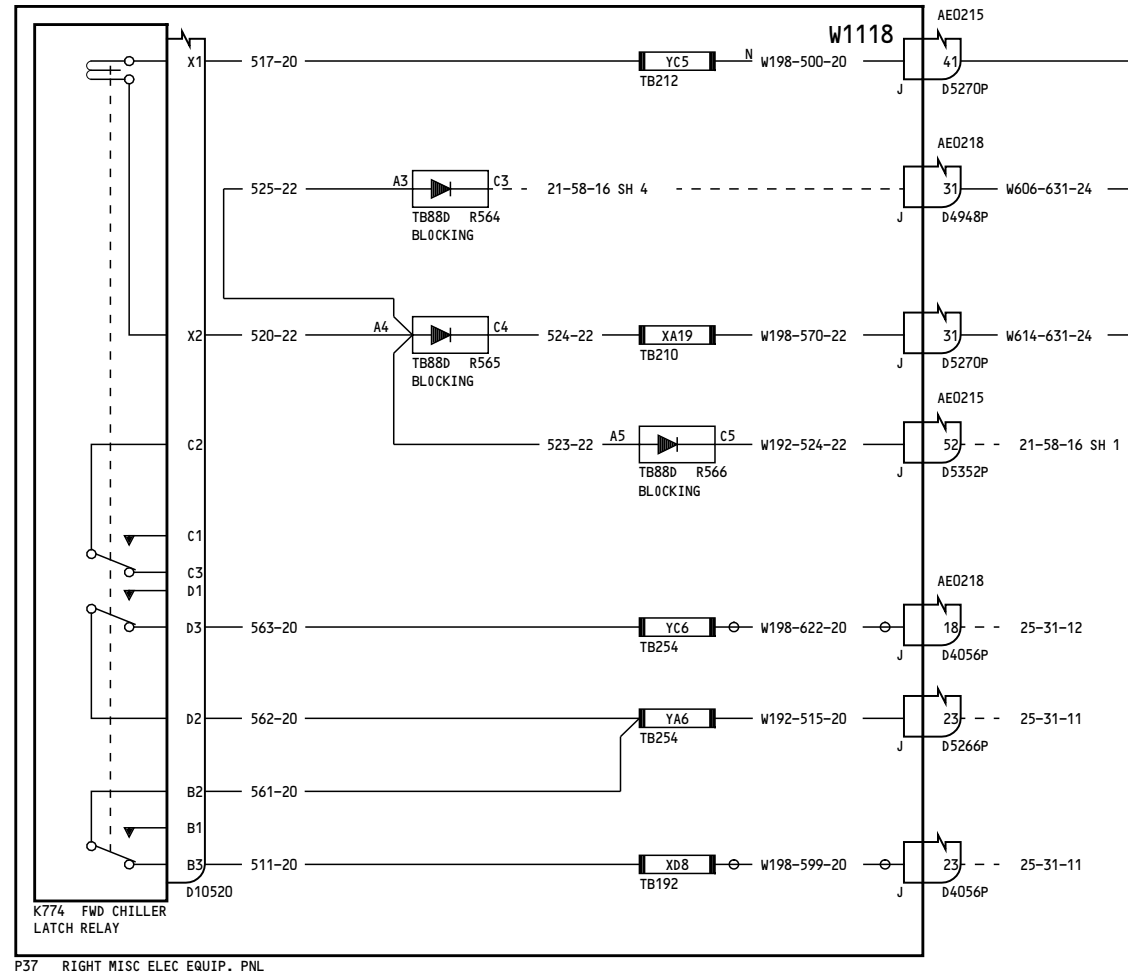 AE0215
W1118
X1 517-20 YC5 N W198-500-20 41
TB212 J D5270P
AE0218
525-22 A3 C3 21-58-16 SH 4 31 W606-631-24
TB88D R564 J D4948P
BLOCKING
X2 520-22 A4 C4 524-22 XA19 W198-570-22 31 W614-631-24
TB88D R565 TB210 J D5270P
BLOCKING
AE0215
C2 523-22 A5 C5 W192-524-22 52 21-58-16 SH 1
TB88D R566 J D5352P
BLOCKING
C1
C3
D1
AE0218
D3 563-20 YC6 W198-622-20 18 25-31-12
TB254 J D4056P
D2 562-20 YA6 W192-515-20 23 25-31-11
TB254 J D5266P
B2 561-20
B1
B3 511-20 XD8 W198-599-20 23 25-31-11
TB192 J D4056P
D10520
K774 FWD CHILLER
LATCH RELAY
P37 RIGHT MISC ELEC EQUIP. PNL